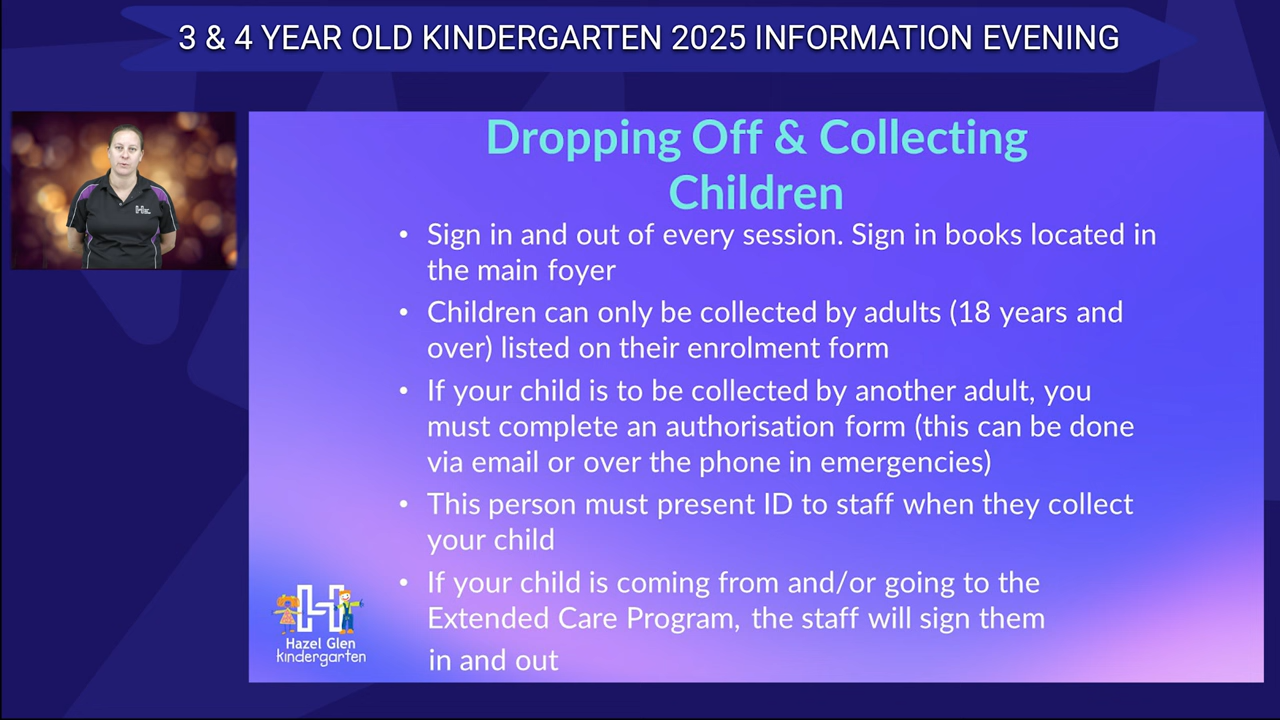 3 & 4 YEAR OLD KINDERGARTEN 2025 INFORMATION EVENING
Dropping Off & Collecting
Children
• Sign in and out of every session. Sign in books located in
the main foyer
• Children can only be collected by adults (18 years and
over) listed on their enrolment form
• If your child is to be collected by another adult, you
must complete an authorisation form (this can be done
via email or over the phone in emergencies)
• This person must present ID to staff when they collect
your child
• If your child is coming from and/or going to the
Extended Care Program, the staff will sign them
in and out
H
Hazel Glen
kindergarten